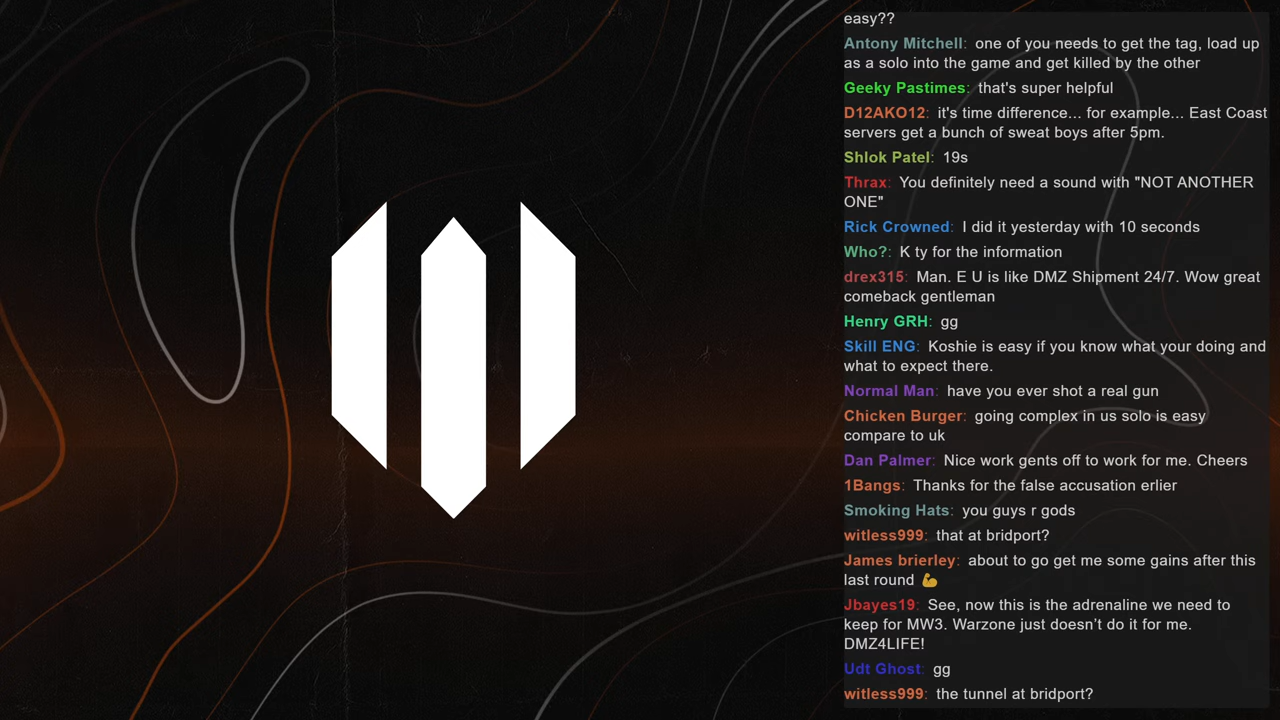 easy??
Antony Mitchell: one of you needs to get the tag, load up
as a solo into the game and get killed by the other
Geeky Pastimes: that's super helpful
D12AKO12: it's time difference... for example... East Coast
servers get a bunch of sweat boys after 5pm.
Shlok Patel: 19s
Thrax: You definitely need a sound with "NOT ANOTHER
ONE"
Rick Crowned: I did it yesterday with 10 seconds
Who?: K ty for the information
drex315: Man. E U is like DMZ Shipment 24/7. Wow great
comeback gentleman
Henry GRH: gg
Skill ENG: Koshie is easy if you know what your doing and
what to expect there.
Normal Man: have you ever shot a real gun
Chicken Burger: going complex in us solo is easy
compare to uk
Dan Palmer: Nice work gents off to work for me. Cheers
1Bangs: Thanks for the false accusation erlier
Smoking Hats: you guys r gods
witless999: that at bridport?
James brierley: about to go get me some gains after this
last round 💪
Jbayes19: See, now this is the adrenaline we need to
keep for MW3. Warzone just doesn't do it for me.
DMZ4LIFE!
Udt Ghost: gg
witless999: the tunnel at bridport?